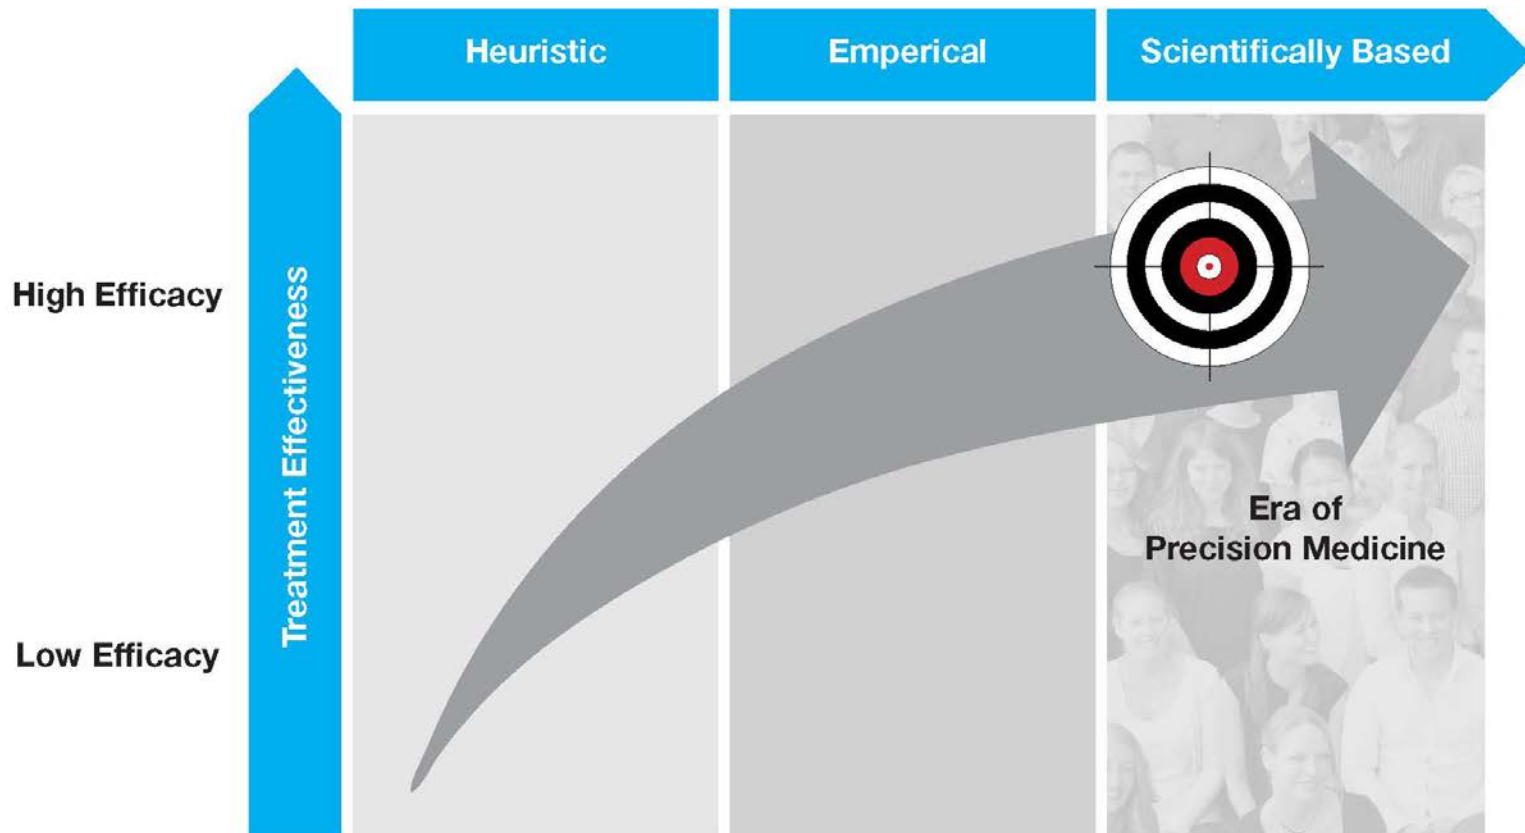 Heuristic
Emperical
Scientifically Based
Treatment Effectiveness
High Efficacy
Low Efficacy
Era of
Precision Medicine